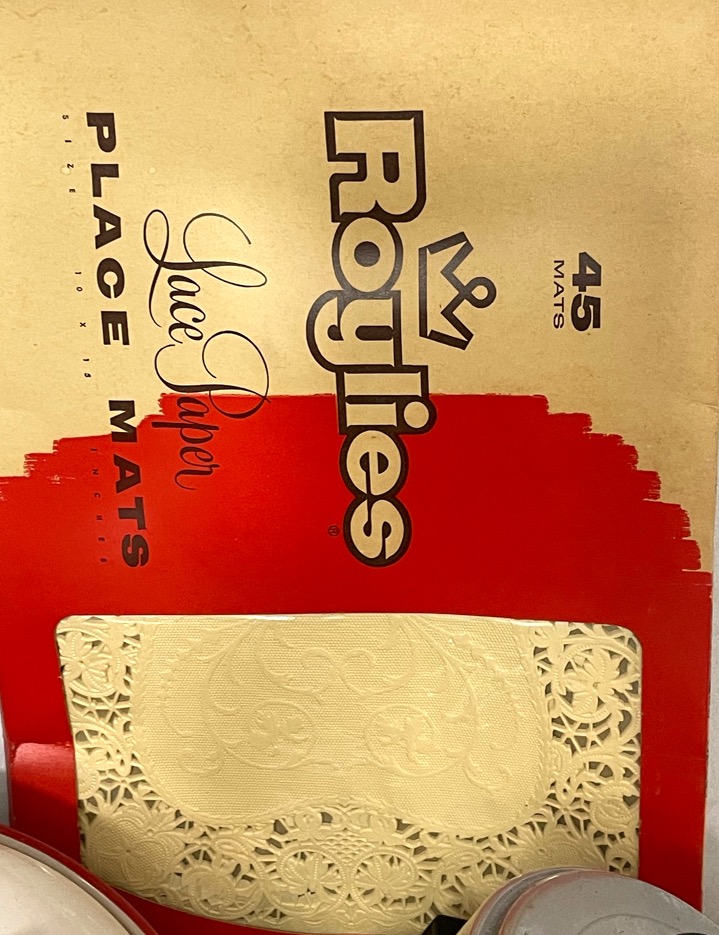 45
MATS
Roylies®
Lace Paper
PLACE MATS
SIZE 10 X 15 INCHES